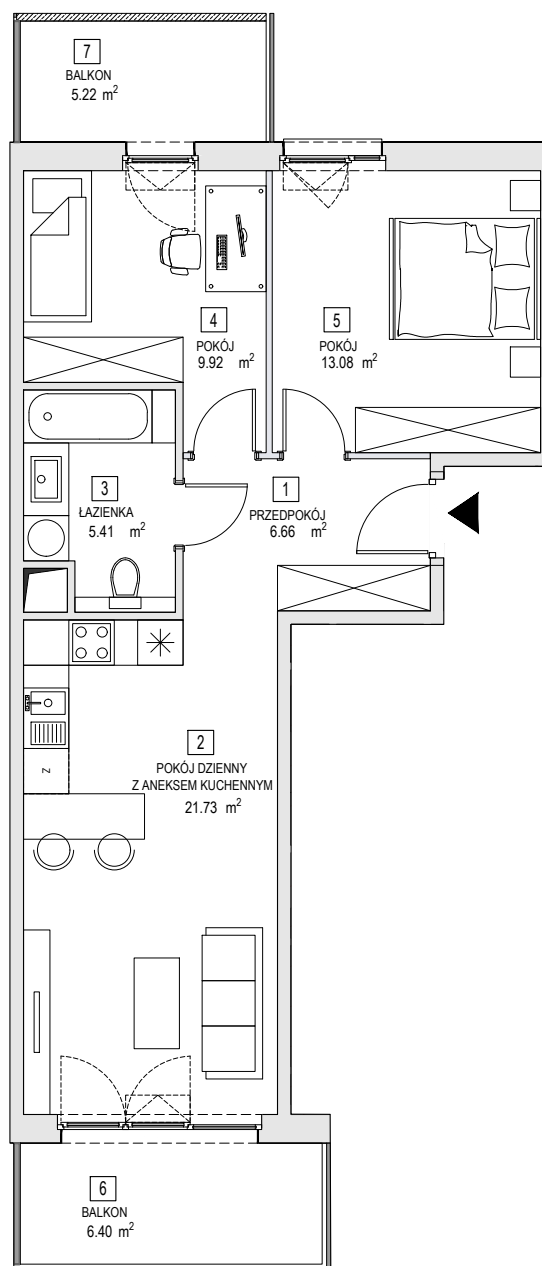 7
BALKON
5.22 m²
4
POKÓJ
9.92 m²
5
POKÓJ
13.08 m²
3
ŁAZIENKA
5.41 m²
1
PRZEDPOKÓJ
6.66 m²
2
POKÓJ DZIENNY
Z ANEKSEM KUCHENNYM
21.73 m²
Z
6
BALKON
6.40 m²